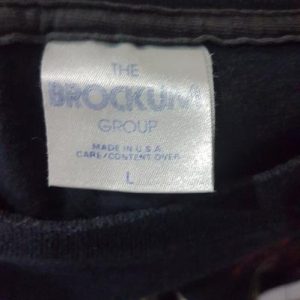 THE
BROCKUM
GROUP
MADE IN U.S.A.
CARE/CONTENT OVER
L